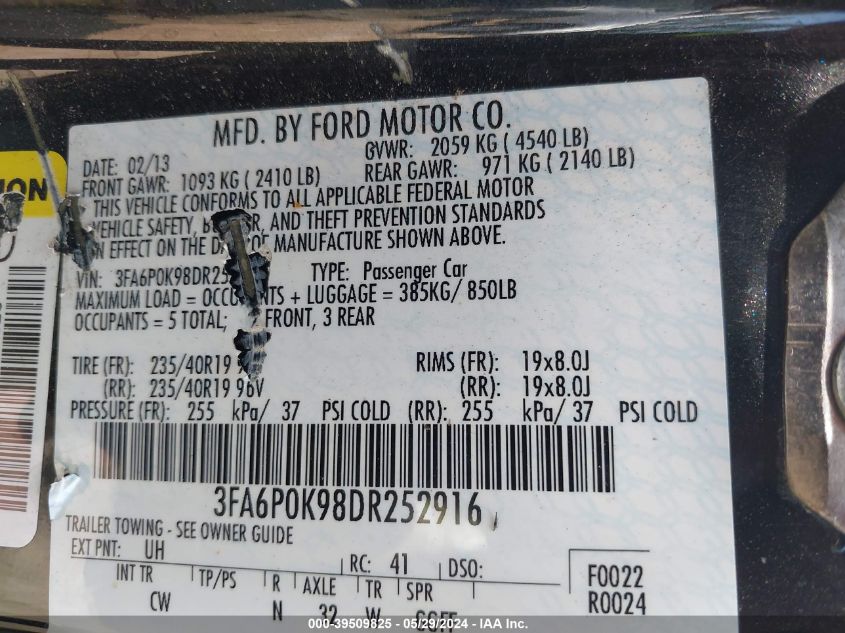 MFD. BY FORD MOTOR CO.
DATE: 02/13 GVWR: 2059 KG ( 4540 LB)
FRONT GAWR: 1093 KG ( 2410 LB) REAR GAWR: 971 KG ( 2140 LB)
THIS VEHICLE CONFORMS TO ALL APPLICABLE FEDERAL MOTOR
VEHICLE SAFETY, AND THEFT PREVENTION STANDARDS
IN EFFECT ON THE OF MANUFACTURE SHOWN ABOVE.
VIN: 3FA6P0K98DR25 TYPE: Passenger Car
MAXIMUM LOAD = OCCUPANTS + LUGGAGE = 385KG/ 850LB
OCCUPANTS = 5 TOTAL; FRONT, 3 REAR
TIRE (FR): 235/40R19 96V RIMS (FR): 19x8.0J
(RR): 235/40R19 96V (RR): 19x8.0J
PRESSURE (FR): 255 kPa/ 37 PSI COLD (RR): 255 kPa/ 37 PSI COLD
3FA6P0K98DR252916
TRAILER TOWING - SEE OWNER GUIDE
EXT PNT: UH RC: 41 DSO:
INT TR TP/PS R AXLE TR SPR F0022
CW N 32 W R0024
000-39509825 - 05/29/2024 - IAA Inc.